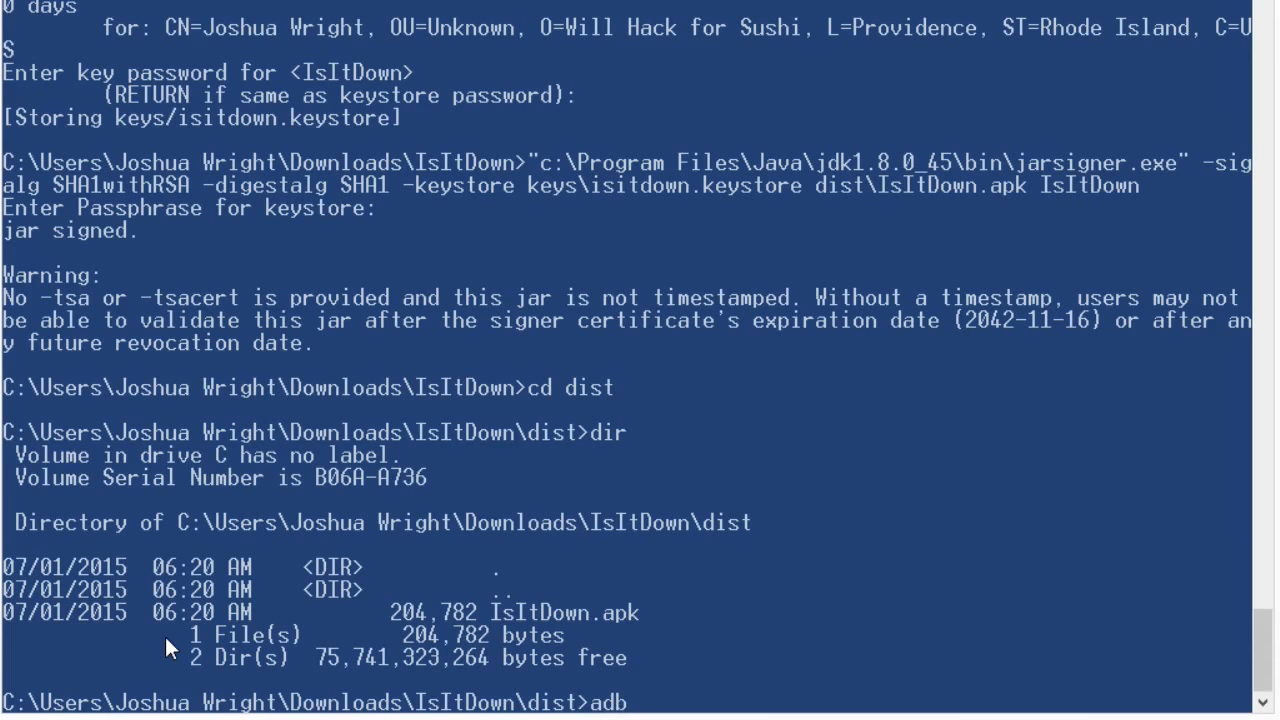 0 days
        for: CN=Joshua Wright, OU=Unknown, O=Will Hack for Sushi, L=Providence, ST=Rhode Island, C=U
S
Enter key password for <IsItDown>
        (RETURN if same as keystore password):
[Storing keys/isitdown.keystore]
C:\Users\Joshua Wright\Downloads\IsItDown>"c:\Program Files\Java\jdk1.8.0_45\bin\jarsigner.exe" -sig
alg SHA1withRSA -digestalg SHA1 -keystore keys\isitdown.keystore dist\IsItDown.apk IsItDown
Enter Passphrase for keystore:
jar signed.
Warning:
No -tsa or -tsacert is provided and this jar is not timestamped. Without a timestamp, users may not
be able to validate this jar after the signer certificate's expiration date (2042-11-16) or after an
y future revocation date.
C:\Users\Joshua Wright\Downloads\IsItDown>cd dist
C:\Users\Joshua Wright\Downloads\IsItDown\dist>dir
 Volume in drive C has no label.
 Volume Serial Number is B06A-A736
 Directory of C:\Users\Joshua Wright\Downloads\IsItDown\dist
07/01/2015  06:20 AM    <DIR>          .
07/01/2015  06:20 AM    <DIR>          ..
07/01/2015  06:20 AM           204,782 IsItDown.apk
               1 File(s)        204,782 bytes
               2 Dir(s)  75,741,323,264 bytes free
C:\Users\Joshua Wright\Downloads\IsItDown\dist>adb